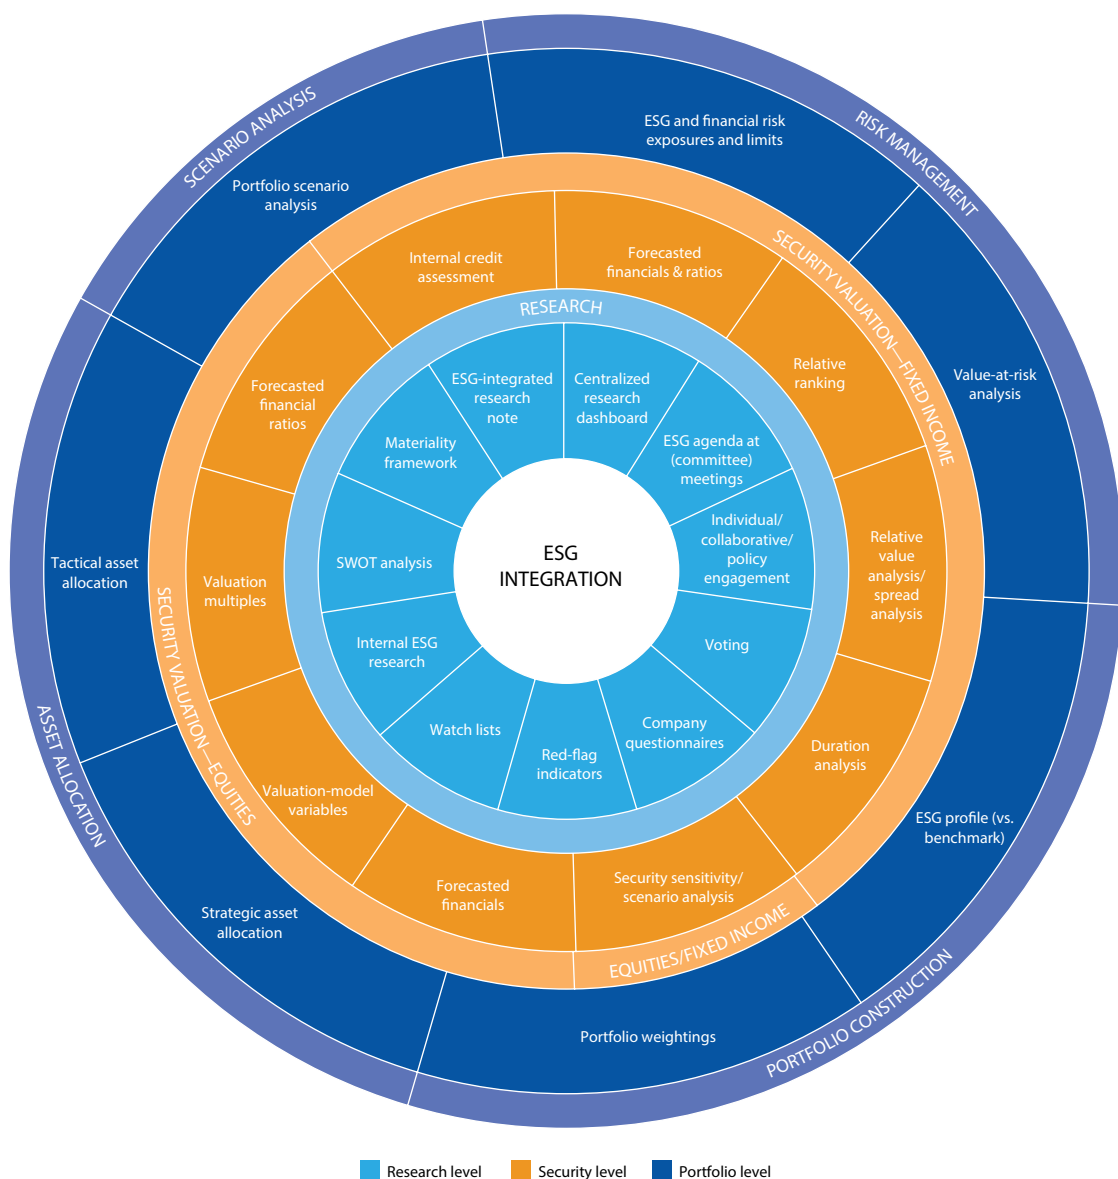 SCENARIO ANALYSIS
RISK MANAGEMENT
ESG and financial risk
exposures and limits
Portfolio scenario
analysis
SECURITY VALUATION—FIXED INCOME
Internal credit
assessment
Forecasted
financials & ratios
RESEARCH
Relative
ranking
Value-at-risk
analysis
Forecasted
financial
ratios
ESG-integrated
research
note
Centralized
research
dashboard
Materiality
framework
ESG agenda at
(committee)
meetings
Individual/
collaborative/
policy
engagement
ESG
INTEGRATION
SWOT analysis
Tactical asset
allocation
Valuation
multiples
Relative
value
analysis/
spread
analysis
Internal ESG
research
Voting
Watch lists
Red-flag
indicators
Company
questionnaires
Duration
analysis
SECURITY VALUATION—EQUITIES
ASSET ALLOCATION
Valuation-model
variables
ESG profile (vs.
benchmark)
Forecasted
financials
Security sensitivity/
scenario analysis
Strategic asset
allocation
EQUITIES/FIXED INCOME
Portfolio weightings
PORTFOLIO CONSTRUCTION
Research level
Security level
Portfolio level